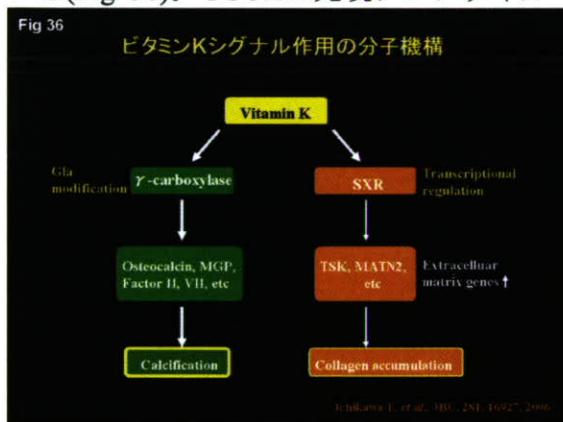 Fig 36
ビタミンKシグナル作用の分子機構
Vitamin K
Gla
modification
γ-carboxylase
SXR
Transcriptional
regulation
Osteocalcin, MGP,
Factor II, VII, etc
TSK, MATN2,
etc
Extracelluar
matrix genes↑
Calcification
Collagen accumulation
Ichikawa T, et al., JBC, 281, 16927, 2006